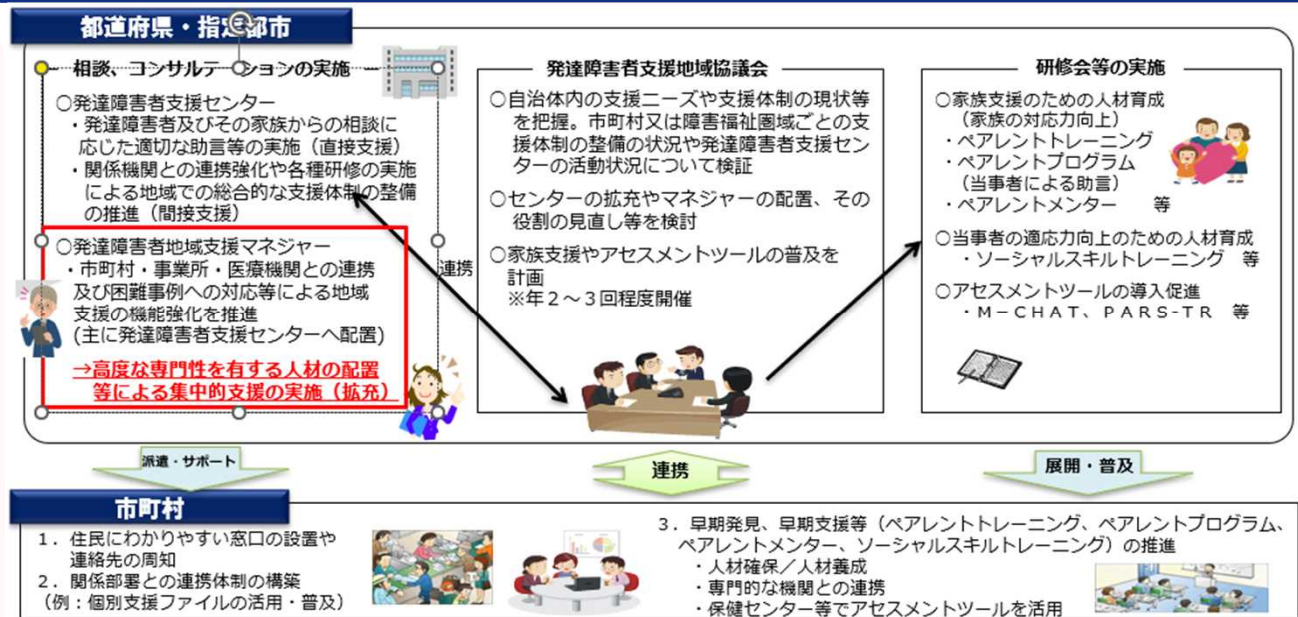 都道府県・指定都市
相談、コンサルテーションの実施
○発達障害者支援センター
・発達障害者及びその家族からの相談に
応じた適切な助言等の実施（直接支援）
・関係機関との連携強化や各種研修の実施
による地域での総合的な支援体制の整備
の推進（間接支援）
○発達障害者地域支援マネジャー
・市町村・事業所・医療機関との連携
及び困難事例への対応等による地域
支援の機能強化を推進
(主に発達障害者支援センターへ配置)
→高度な専門性を有する人材の配置
等による集中的支援の実施（拡充）
連携
発達障害者支援地域協議会
○自治体内の支援ニーズや支援体制の現状等
を把握。市町村又は障害福祉圏域ごとの支
援体制の整備の状況や発達障害者支援セン
ターの活動状況について検証
○センターの拡充やマネジャーの配置、その
役割の見直し等を検討
○家族支援やアセスメントツールの普及を
計画
※年２～３回程度開催
研修会等の実施
○家族支援のための人材育成
（家族の対応力向上）
・ペアレントトレーニング
・ペアレントプログラム
（当事者による助言）
・ペアレントメンター　等
○当事者の適応力向上のための人材育成
・ソーシャルスキルトレーニング　等
○アセスメントツールの導入促進
・Ｍ－ＣＨＡＴ、ＰＡＲＳ-ＴＲ　等
派遣・サポート
連携
展開・普及
市町村
１．住民にわかりやすい窓口の設置や
連絡先の周知
２．関係部署との連携体制の構築
（例：個別支援ファイルの活用・普及）
３．早期発見、早期支援等（ペアレントトレーニング、ペアレントプログラム、
ペアレントメンター、ソーシャルスキルトレーニング）の推進
・人材確保／人材養成
・専門的な機関との連携
・保健センター等でアセスメントツールを活用